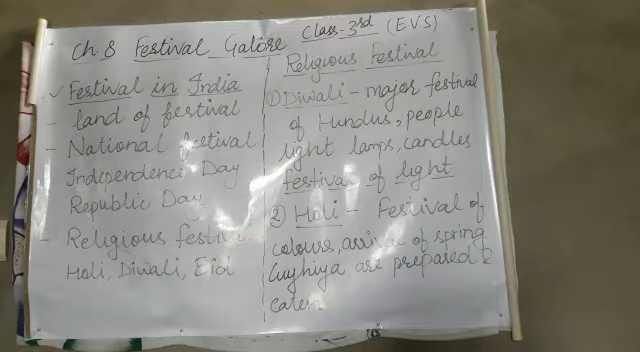 Ch 8 Festival Galore Class-3rd (EVS)
✓ Festival in India
- land of festival
- National festival
Independence Day
Republic Day
- Religious festival
Holi, Diwali, Eid
Religious Festival
① Diwali - major festival
of Hundus, people
light lamps, candles
festival of light
② Holi - Festival of
colours, arrival of spring
Guyhiya are prepared &
eaten